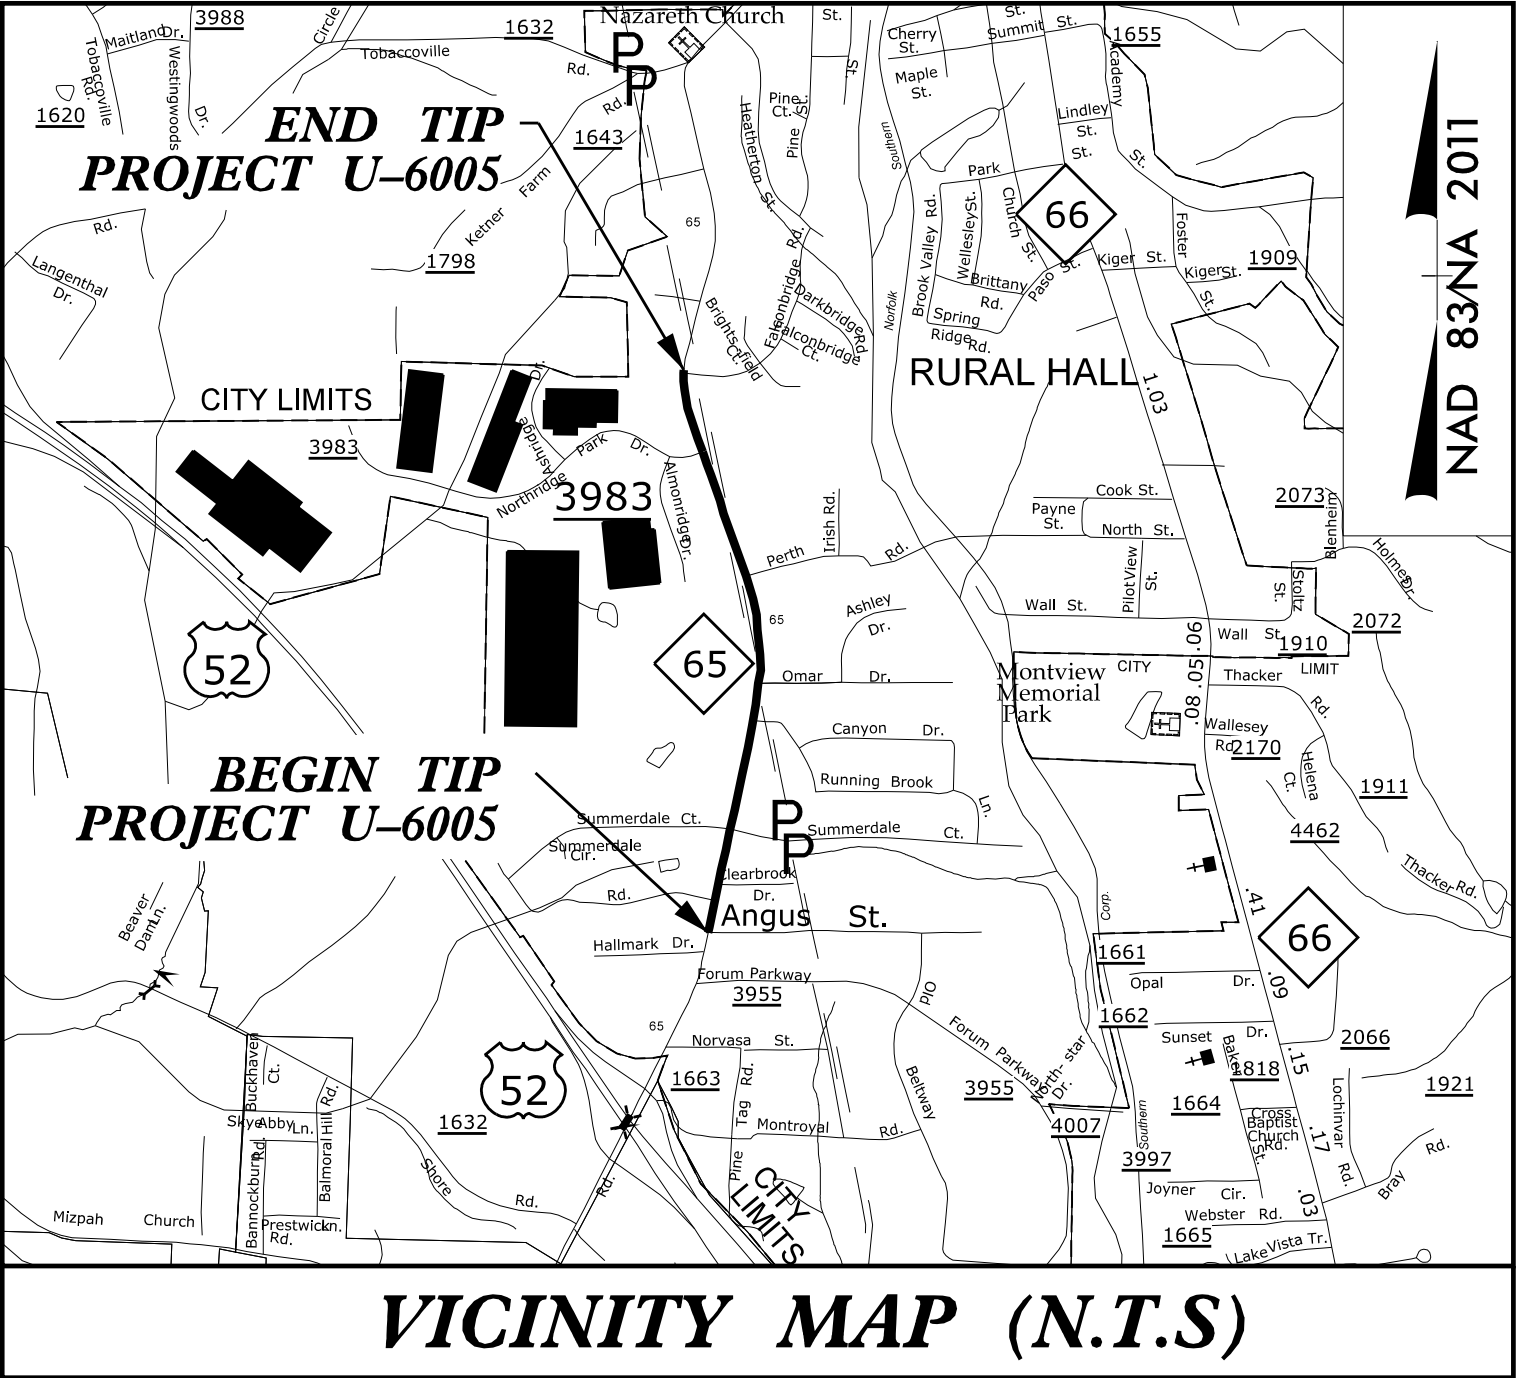 3988
Maitland Dr.
Tobaccoville Rd.
Westingwoods Dr.
Circle
1632
Tobaccoville Rd.
Nazareth Church
P
P
1620
END TIP
PROJECT U–6005
Rd.
1643
Ketner Farm
1798
Rd.
Langenthal
Dr.
65
St.
St.
Pine
Ct.
Pine St.
Heatherton St.
Cherry
St.
Maple
St.
St.
Summit St.
1655
Academy
St.
Lindley
St.
St.
Southern
Park
Church St.
66
Foster
St.
Kiger St.
Kiger St.
1909
Brook Valley Rd.
Wellesley St.
Brittany
Rd.
Paso St.
Spring
Ridge Rd.
Norfolk
Falconbridge Rd.
Darkbridge Rd
Falconbridge
Ct.
Brightsfield
Ct.
RURAL HALL
1.03
NAD 83/NA 2011
CITY LIMITS
3983
Ashridge
Dr.
Northridge Park Dr.
3983
Almonridge
Dr.
Perth Rd.
Irish Rd.
Cook St.
Payne
St.
North St.
Pilot View
St.
2073
Blenheim
Holmes
Dr.
Stoltz
St.
Wall St.
Wall St.
1910
2072
Ashley
Dr.
65
65
52
Omar Dr.
Montview
Memorial
Park
CITY
LIMIT
.08 .05 .06
Thacker
Rd.
Wallesey
Rd.
2170
Helena
Ct.
1911
4462
Thacker Rd.
Canyon Dr.
Running Brook
Ln.
BEGIN TIP
PROJECT U–6005
Summerdale Ct.
Summerdale
Cir.
P
P
Summerdale Ct.
Clearbrook
Dr.
Rd.
Angus St.
Hallmark Dr.
Forum Parkway
3955
65
Norvasa St.
1663
Beaver
Dam Ln.
Corp.
.41
66
1661
Opal Dr.
.09
1662
Sunset Dr.
2066
PIO
Beltway
Forum Parkway
North-star
Dr.
3955
4007
Baker
St.
1818
.15
1664
Cross
Baptist
Church
Rd.
.17
Lochinvar
Rd.
1921
Bray Rd.
Southern
3997
Joyner Cir.
Webster Rd.
.03
1665
Lake Vista Tr.
Buckhaven
Ct.
52
Skye Abby Ln.
Balmoral Hill Rd.
1632
Bannockburn
Rd.
Shore Rd.
Rd.
Pine Tag Rd.
Montroyal Rd.
CITY
LIMITS
Mizpah Church
Prestwick Ln.
Rd.
VICINITY MAP (N.T.S)